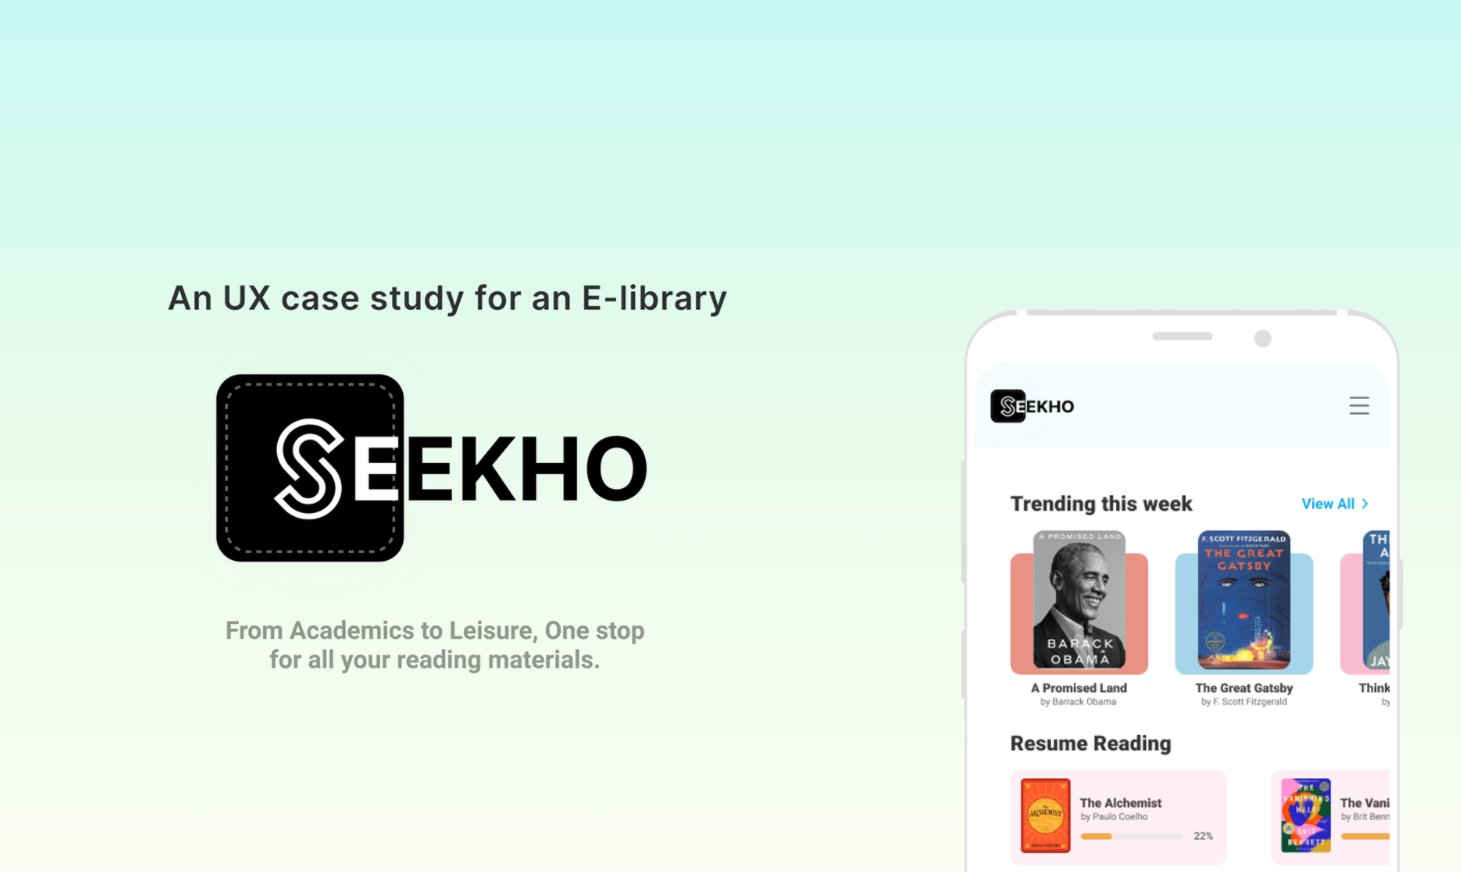 An UX case study for an E-library
SEEKHO
From Academics to Leisure, One stop
for all your reading materials.
SEEKHO
Trending this week
View All
A PROMISED LAND
BARACK
OBAMA
F. SCOTT FITZGERALD
THE GREAT
GATSBY
TH
A
JAY
A Promised Land
by Barrack Obama
The Great Gatsby
by F. Scott Fitzgerald
Think
by
Resume Reading
The
ALCHEMIST
The Alchemist
by Paulo Coelho
22%
THE
VANISHING
HALF
BRIT
BENNETT
The Vani
by Brit Benn